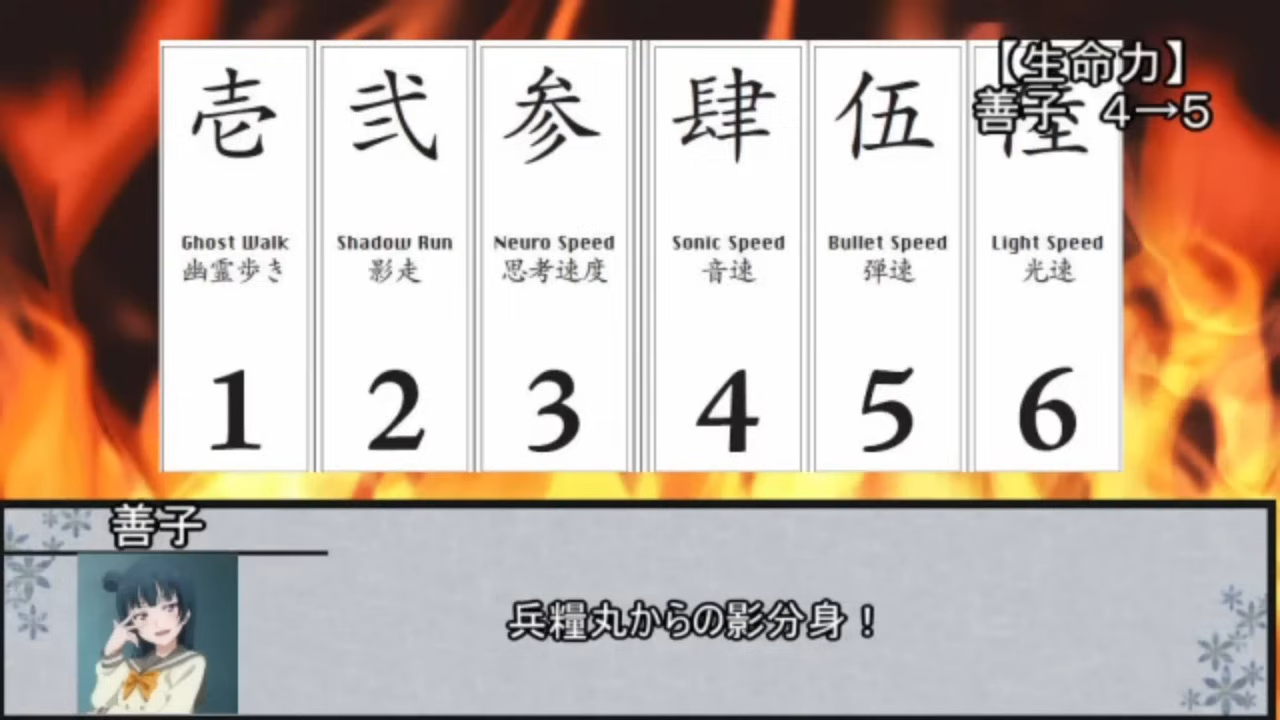 壱 弐 参 肆 伍
【生命力】
善子 4→5
Ghost Walk Shadow Run Neuro Speed Sonic Speed Bullet Speed Light Speed
幽霊歩き 影走 思考速度 音速 弾速 光速
1 2 3 4 5 6
善子
兵糧丸からの影分身！